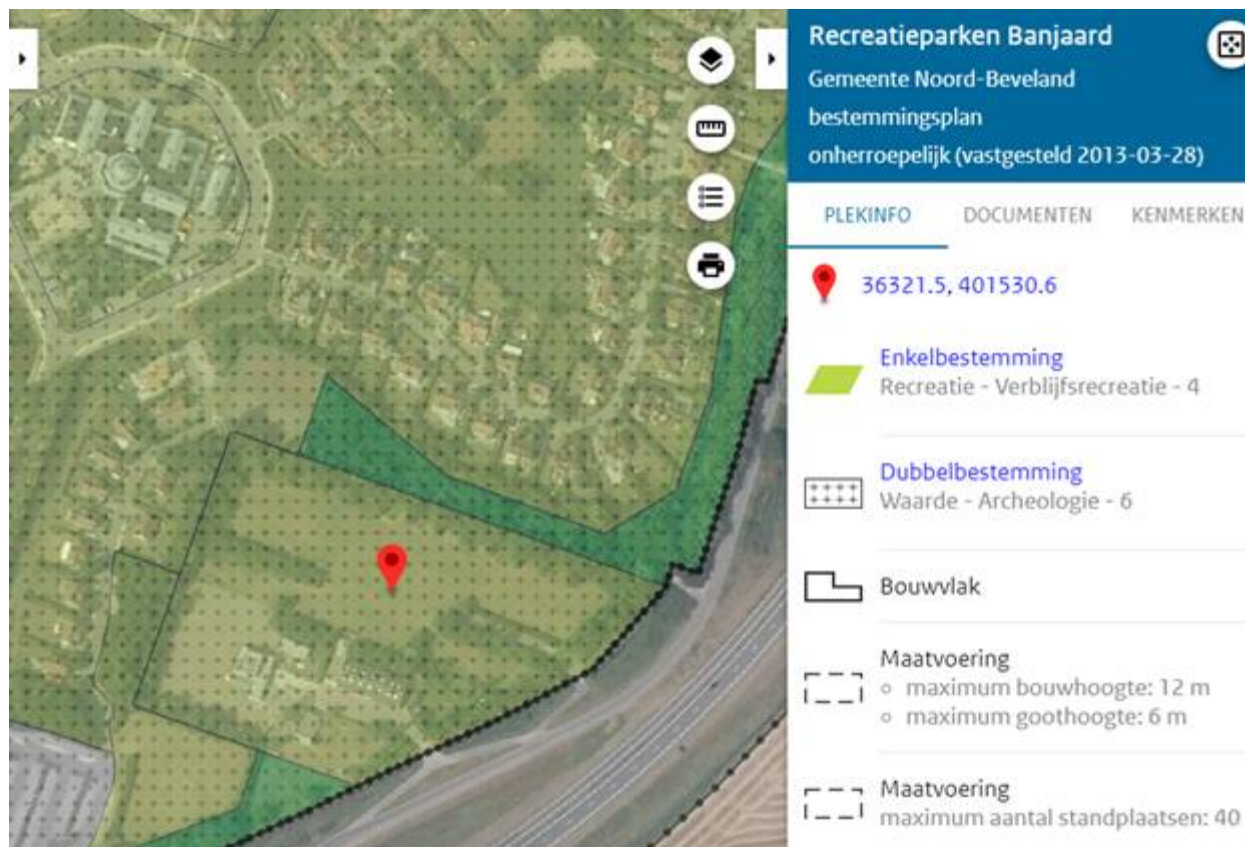 Recreatieparken Banjaard
Gemeente Noord-Beveland
bestemmingsplan
onherroepelijk (vastgesteld 2013-03-28)
PLEKINFO DOCUMENTEN KENMERKEN
36321.5, 401530.6
Enkelbestemming
Recreatie - Verblijfsrecreatie - 4
Dubbelbestemming
Waarde - Archeologie - 6
Bouwvlak
Maatvoering
maximum bouwhoogte: 12 m
maximum goothoogte: 6 m
Maatvoering
maximum aantal standplaatsen: 40